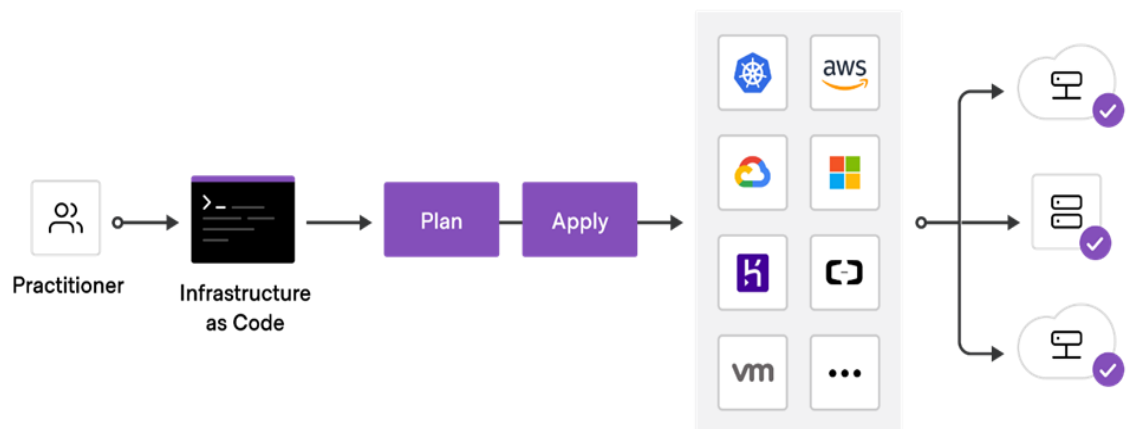 Practitioner
Infrastructure
as Code
Plan
Apply
aws
vm